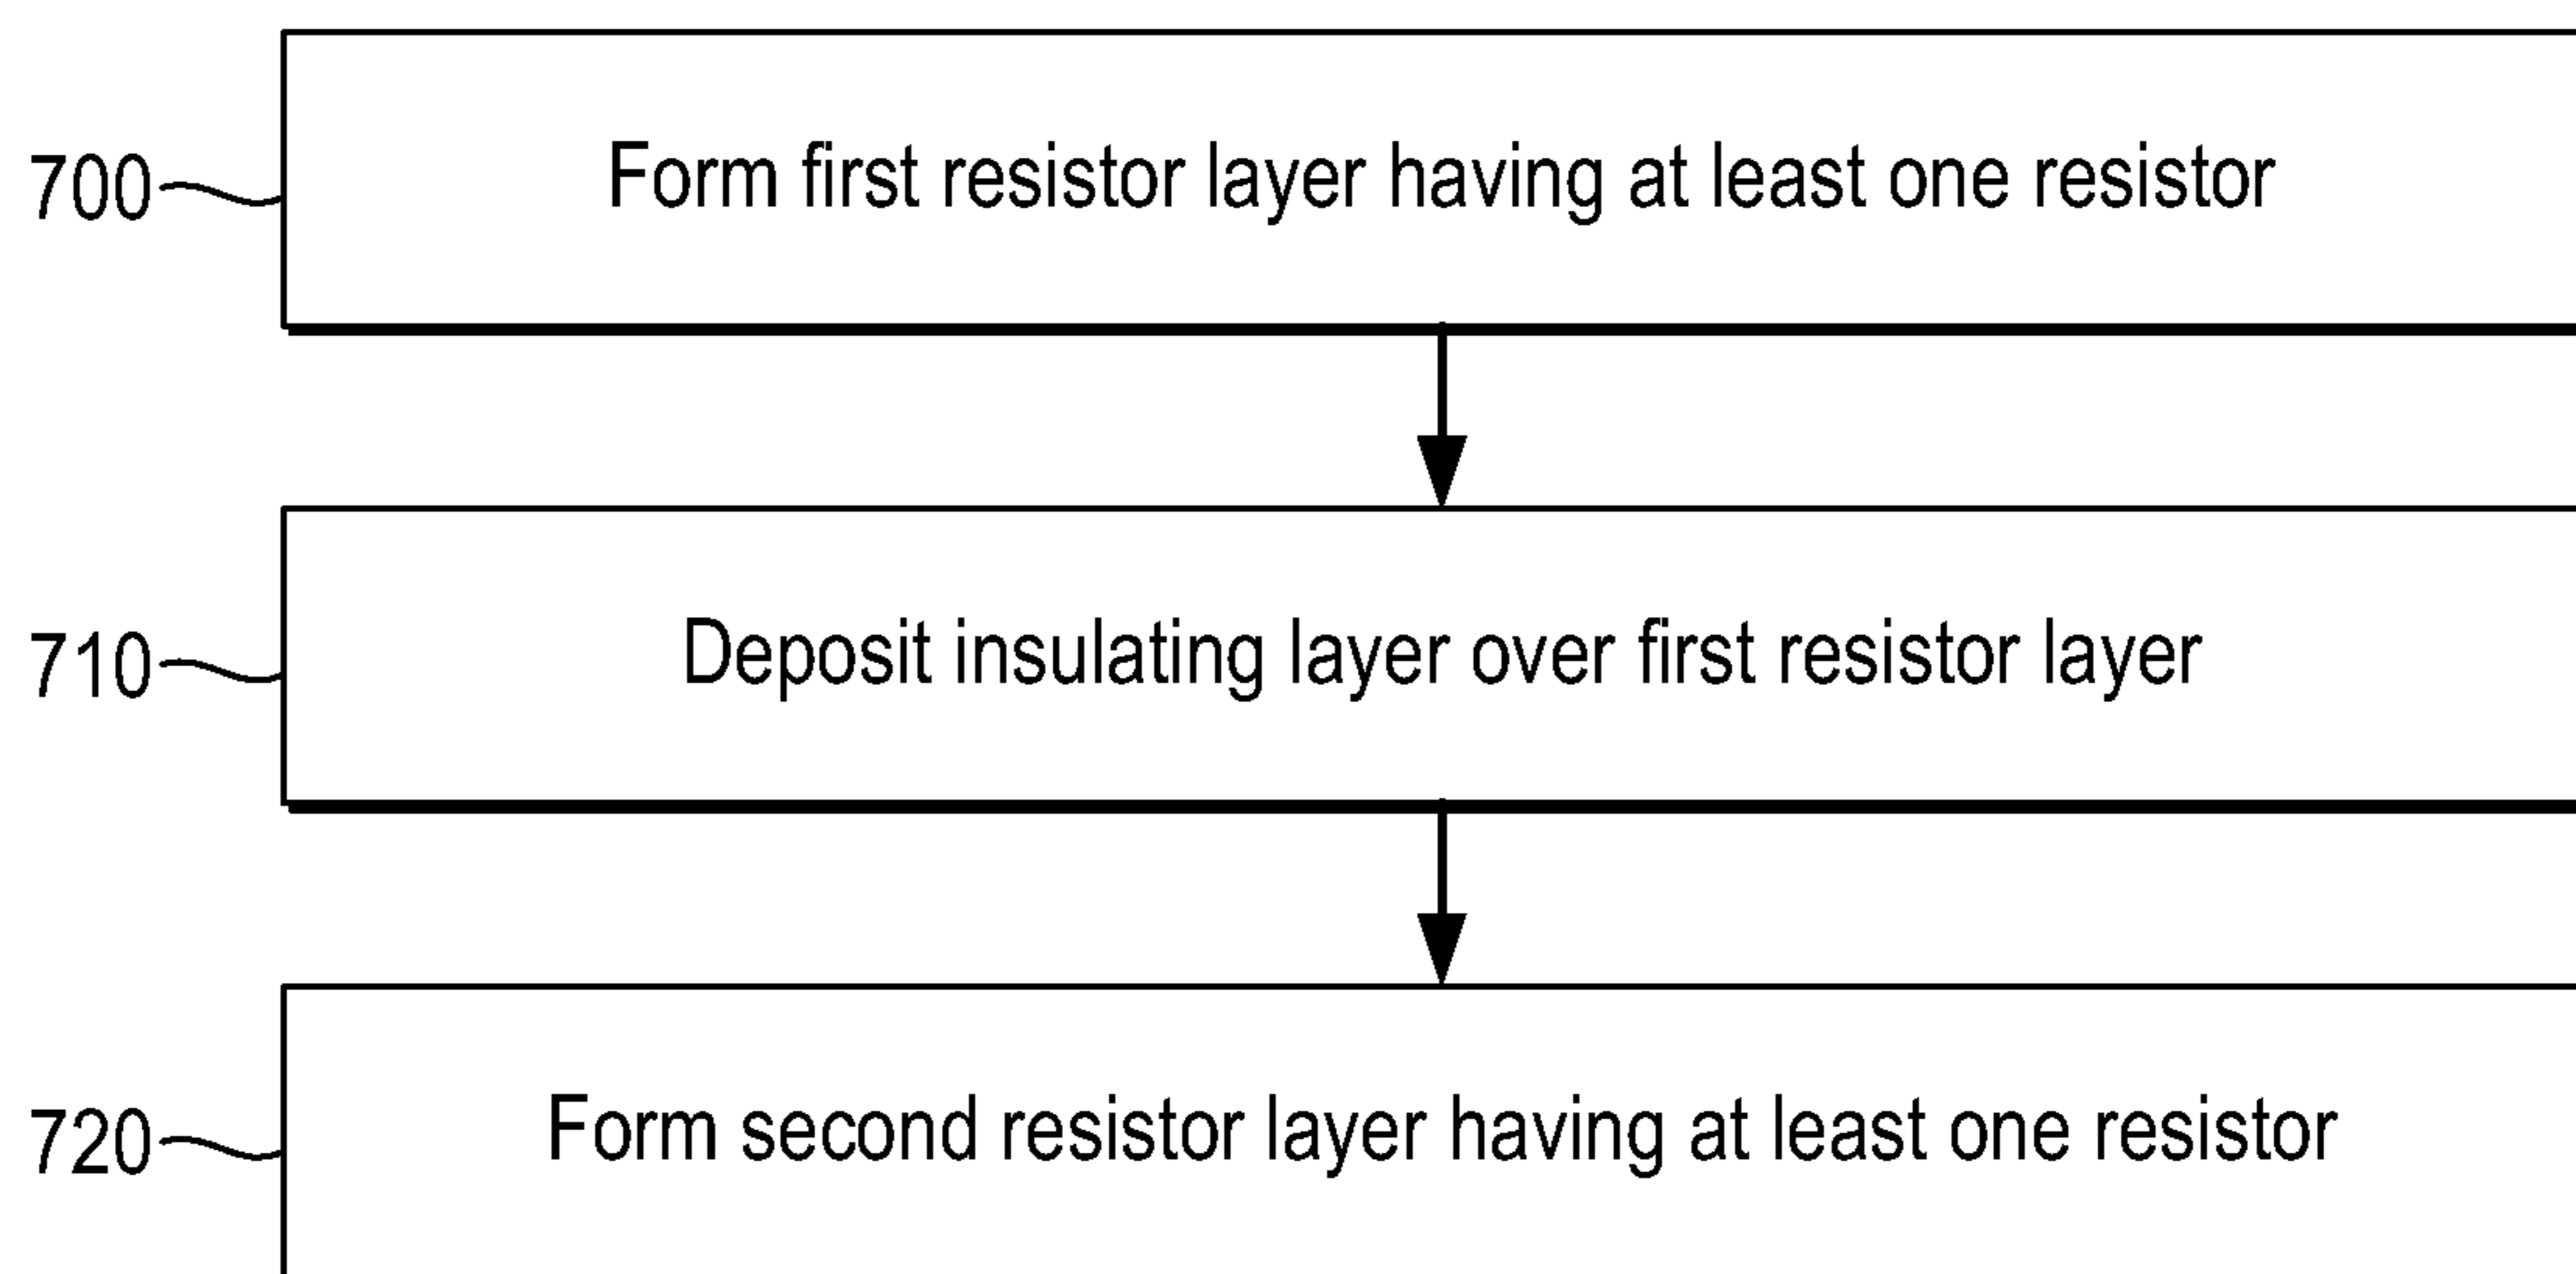 700 Form first resistor layer having at least one resistor
710 Deposit insulating layer over first resistor layer
720 Form second resistor layer having at least one resistor